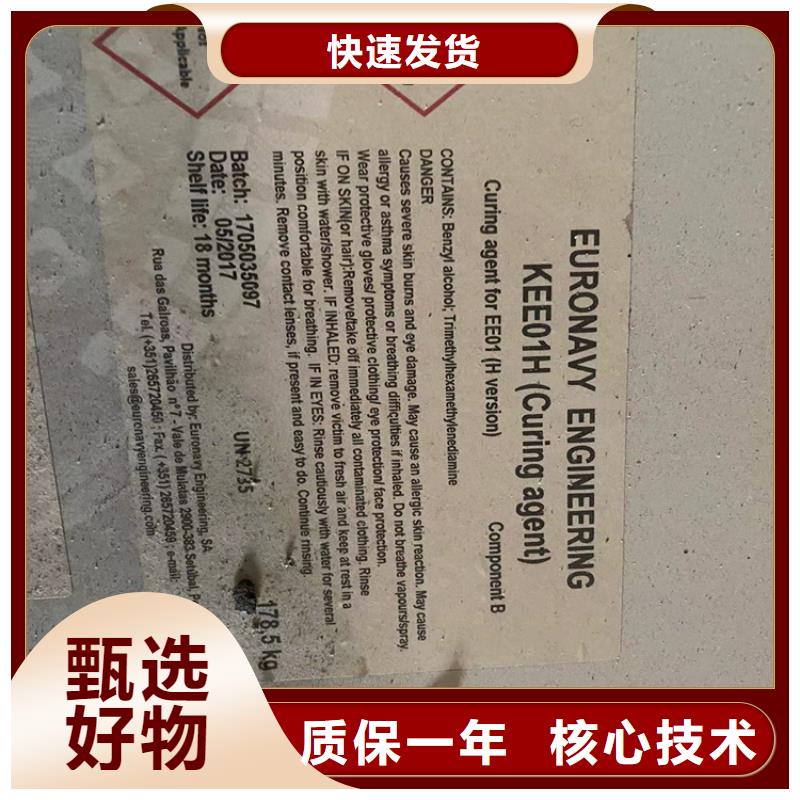 快速发货
Applicable
EURONAVY ENGINEERING
KEE01H (Curing agent)
Curing agent for EE01 (H version)
Component B
CONTAINS: Benzyl alcohol; Trimethylhexamethylenediamine
DANGER
Causes severe skin burns and eye damage. May cause an allergic skin reaction. May cause
allergy or asthma symptoms or breathing difficulties if inhaled. Do not breathe vapours/spray.
Wear protective gloves/ protective clothing/ eye protection/ face protection.
IF ON SKIN(or hair):Remove/take off immediately all contaminated clothing. Rinse
skin with water/shower. IF INHALED: remove victim to fresh air and keep at rest in a
position comfortable for breathing. IF IN EYES: Rinse cautiously with water for several
minutes. Remove contact lenses, if present and easy to do. Continue rinsing.
Batch: 1705035097
Date: 05/2017
Shelf life: 18 months
UN 2735
178,5 kg
Distributed by: Euronavy Engineering, SA
Rua das Galroas, Pavilhão nº7 - Vale de Mulatas 2900-383.Setúbal,
Tel. (+351)265720450 ; Fax. (+351) 265720459 ; e-mail:
sales@euronavyengineering.com
甄选
好物
质保一年 核心技术